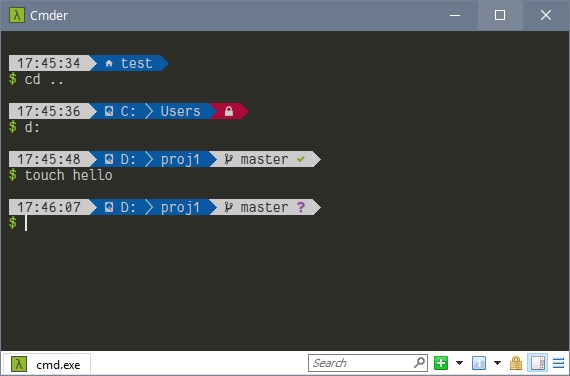 Cmder
17:45:34 test
$ cd ..
17:45:36 C: Users
$ d:
17:45:48 D: proj1 master ✓
$ touch hello
17:46:07 D: proj1 master ?
$
cmd.exe Search